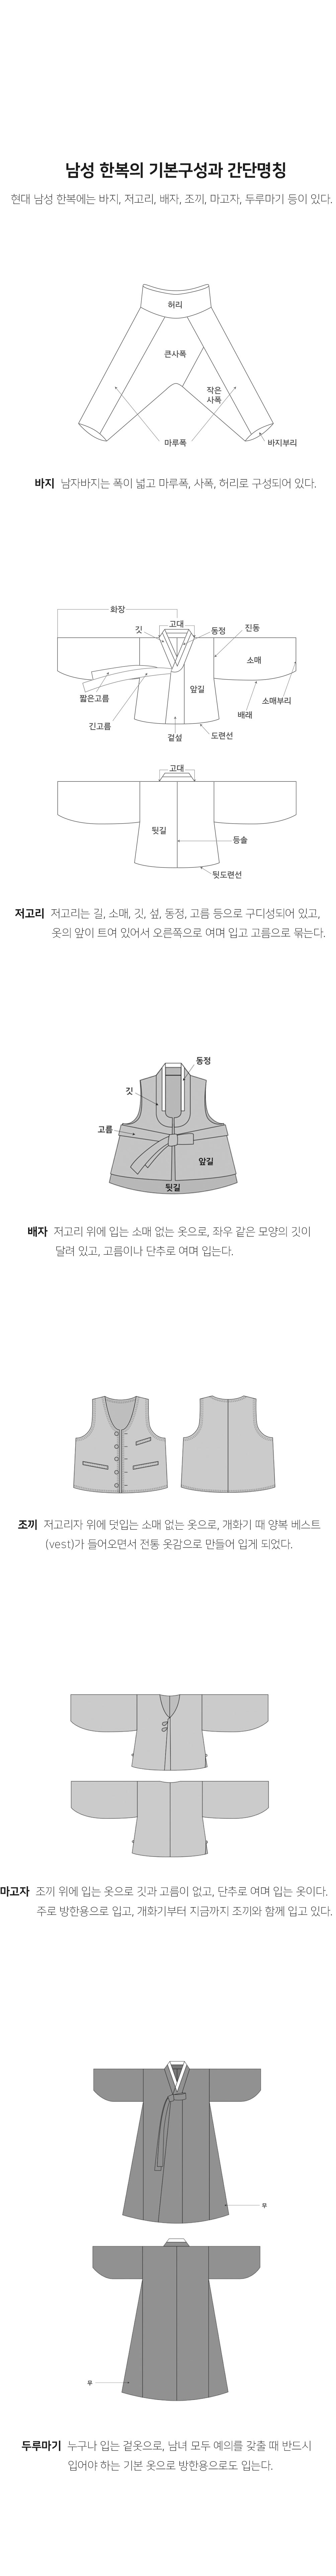 남성 한복의 기본구성과 간단명칭
현대 남성 한복에는 바지, 저고리, 배자, 조끼, 마고자, 두루마기 등이 있다.
허리
큰사폭
작은
사폭
마루폭
바지부리
바지 남자바지는 폭이 넓고 마루폭, 사폭, 허리로 구성되어 있다.
화장
고대
깃
동정
진동
소매
짧은고름
앞길
소매부리
긴고름
배래
겉섶
도련선
고대
뒷길
등솔
뒷도련선
저고리 저고리는 길, 소매, 깃, 섶, 동정, 고름 등으로 구디성되어 있고,
옷의 앞이 트여 있어서 오른쪽으로 여며 입고 고름으로 묶는다.
동정
깃
고름
앞길
뒷길
배자 저고리 위에 입는 소매 없는 옷으로, 좌우 같은 모양의 깃이
달려 있고, 고름이나 단추로 여며 입는다.
조끼 저고리자 위에 덧입는 소매 없는 옷으로, 개화기 때 양복 베스트
(vest)가 들어오면서 전통 옷감으로 만들어 입게 되었다.
마고자 조끼 위에 입는 옷으로 깃과 고름이 없고, 단추로 여며 입는 옷이다.
주로 방한용으로 입고, 개화기부터 지금까지 조끼와 함께 입고 있다.
무
무
두루마기 누구나 입는 겉옷으로, 남녀 모두 예의를 갖출 때 반드시
입어야 하는 기본 옷으로 방한용으로도 입는다.